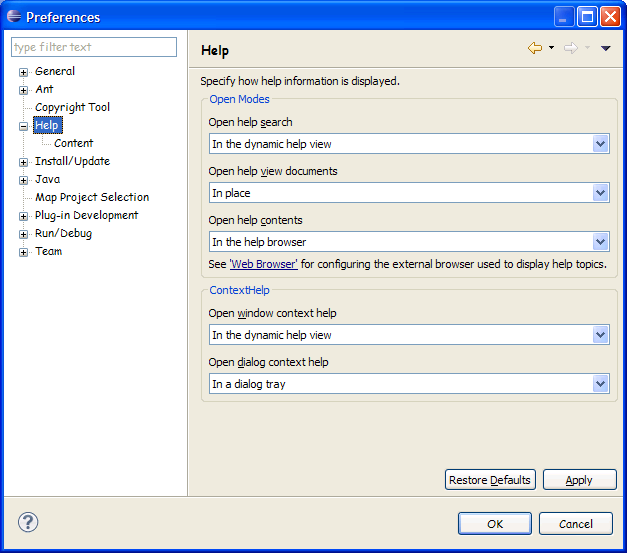 Preferences
type filter text
General
Ant
Copyright Tool
Help
Content
Install/Update
Java
Map Project Selection
Plug-in Development
Run/Debug
Team
Help
Specify how help information is displayed.
Open Modes
Open help search
In the dynamic help view
Open help view documents
In place
Open help contents
In the help browser
See 'Web Browser' for configuring the external browser used to display help topics.
ContextHelp
Open window context help
In the dynamic help view
Open dialog context help
In a dialog tray
Restore Defaults
Apply
?
OK
Cancel